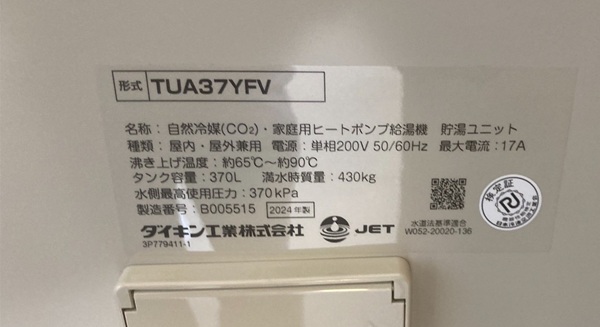 形式 TUA37YFV
名称：自然冷媒(CO₂)・家庭用ヒートポンプ給湯機 貯湯ユニット
種類：屋内・屋外兼用 電源：単相200V 50/60Hz 最大電流：17A
沸き上げ温度：約65℃～約90℃
タンク容量：370L 満水時質量：430kg
水側最高使用圧力：370kPa
製造番号：B005515 2024年製
ダイキン工業株式会社 JET
3P779411-1
水道法基準適合
W052-20020-136
検定証